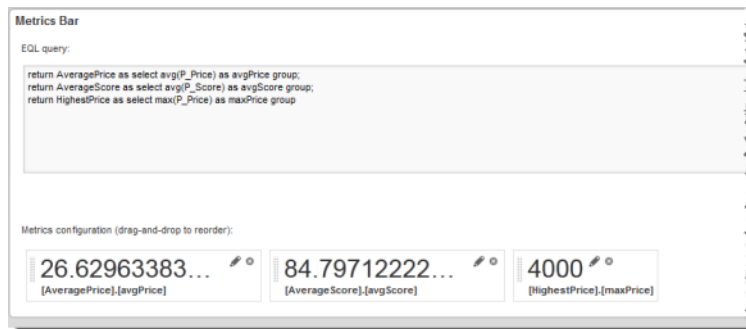 Metrics Bar
EQL query:
return AveragePrice as select avg(P_Price) as avgPrice group;
return AverageScore as select avg(P_Score) as avgScore group;
return HighestPrice as select max(P_Price) as maxPrice group
Metrics configuration (drag-and-drop to reorder):
26.62963383... 84.79712222... 4000
[AveragePrice].[avgPrice] [AverageScore].[avgScore] [HighestPrice].[maxPrice]